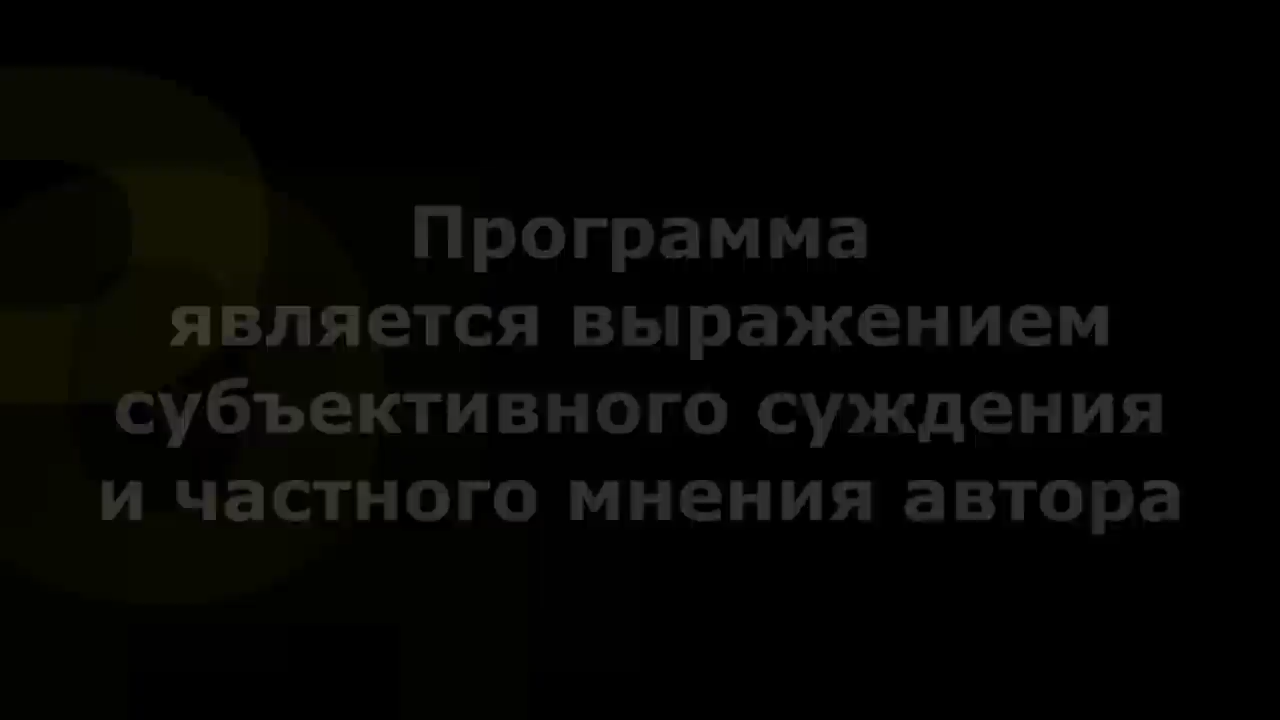 Программа
является выражением
субъективного суждения
и частного мнения автора